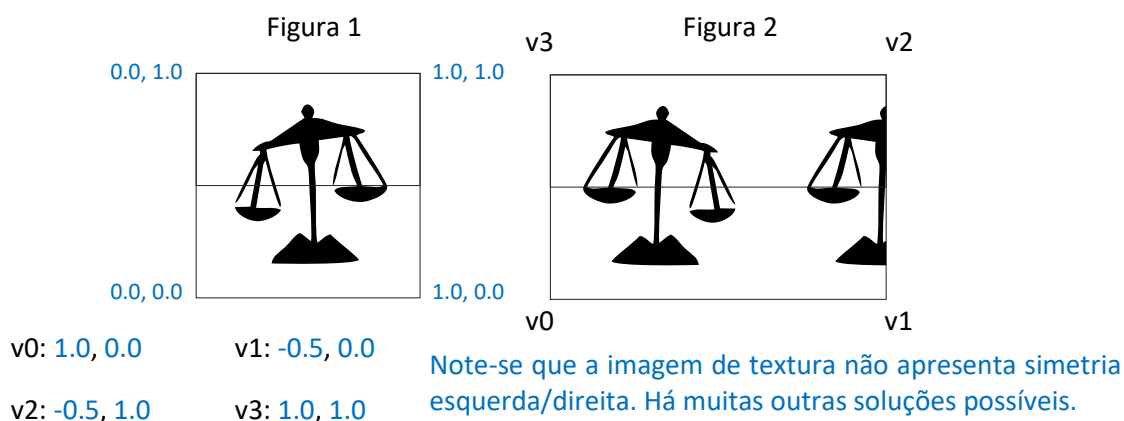 Figura 1
Figura 2
v3
v2
0.0, 1.0
1.0, 1.0
0.0, 0.0
1.0, 0.0
v0
v1
v0: 1.0, 0.0
v1: -0.5, 0.0
v2: -0.5, 1.0
v3: 1.0, 1.0
Note-se que a imagem de textura não apresenta simetria
esquerda/direita. Há muitas outras soluções possíveis.